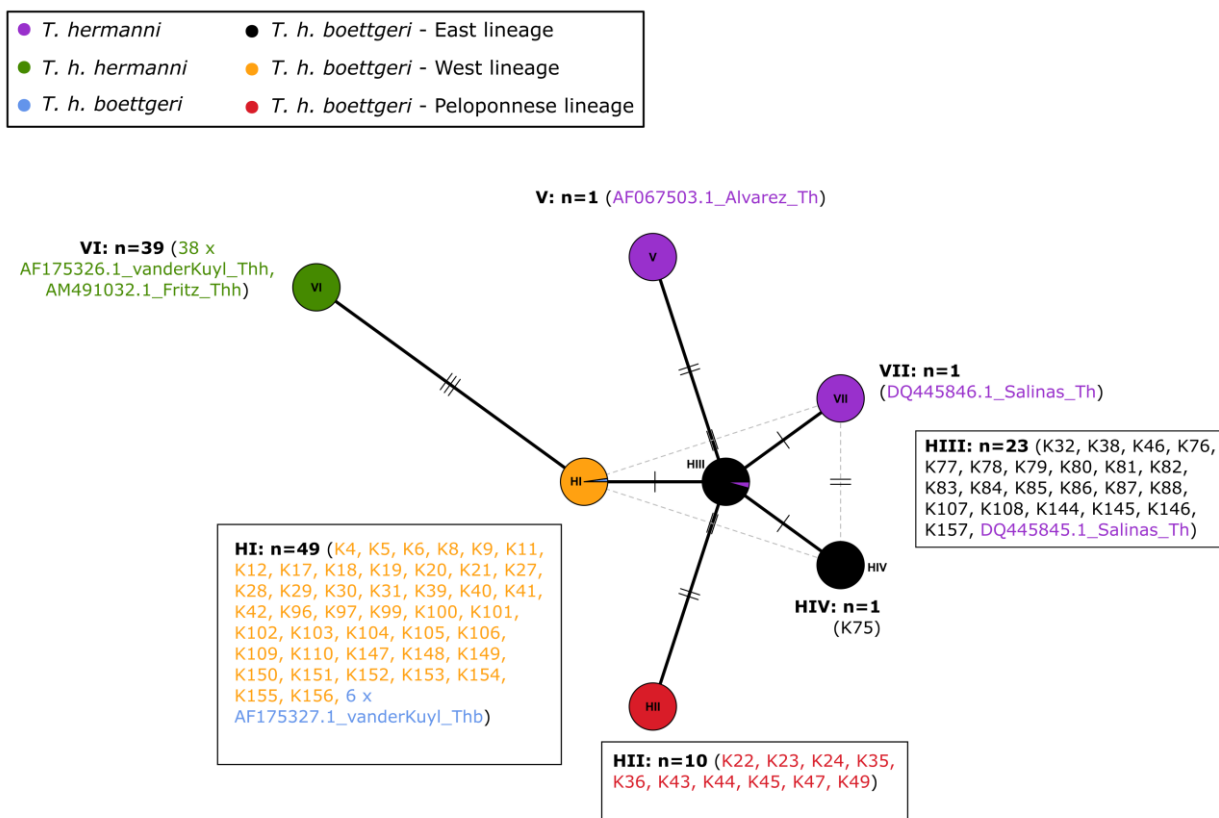 T. hermanni
T. h. hermanni
T. h. boettgeri
T. h. boettgeri - East lineage
T. h. boettgeri - West lineage
T. h. boettgeri - Peloponnese lineage
V: n=1 (AF067503.1_Alvarez_Th)
VI: n=39 (38 x
AF175326.1_vanderKuyl_Thh,
AM491032.1_Fritz_Thh)
V
VI
VII: n=1
(DQ445846.1_Salinas_Th)
VII
HIII: n=23 (K32, K38, K46, K76,
K77, K78, K79, K80, K81, K82,
K83, K84, K85, K86, K87, K88,
K107, K108, K144, K145, K146,
K157, DQ445845.1_Salinas_Th)
HIII
HI
HI: n=49 (K4, K5, K6, K8, K9, K11,
K12, K17, K18, K19, K20, K21, K27,
K28, K29, K30, K31, K39, K40, K41,
K42, K96, K97, K99, K100, K101,
K102, K103, K104, K105, K106,
K109, K110, K147, K148, K149,
K150, K151, K152, K153, K154,
K155, K156, 6 x
AF175327.1_vanderKuyl_Thb)
HIV
HIV: n=1
(K75)
HII
HII: n=10 (K22, K23, K24, K35,
K36, K43, K44, K45, K47, K49)